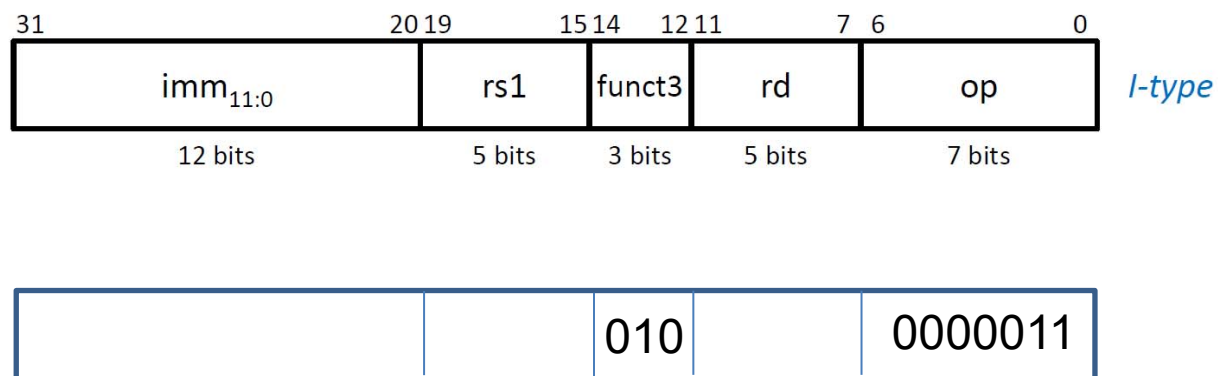 31 20 19 15 14 12 11 7 6 0
imm11:0 rs1 funct3 rd op I-type
12 bits 5 bits 3 bits 5 bits 7 bits
010 0000011